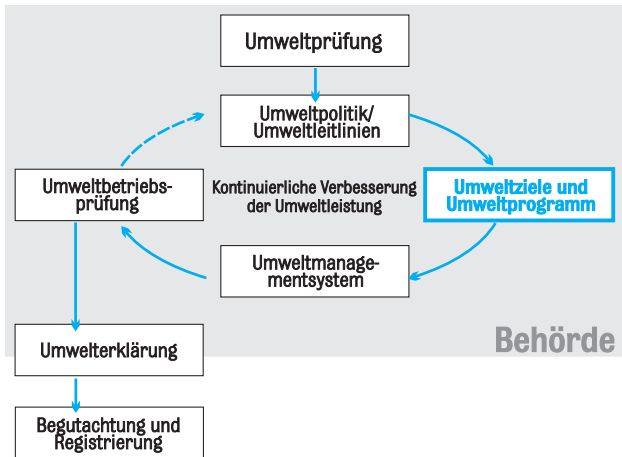 Umweltprüfung
Umweltpolitik/
Umweltleitlinien
Umweltbetriebs-
prüfung
Kontinuierliche Verbesserung
der Umweltleistung
Umweltziele und
Umweltprogramm
Umweltmanage-
mentsystem
Behörde
Umwelterklärung
Begutachtung und
Registrierung